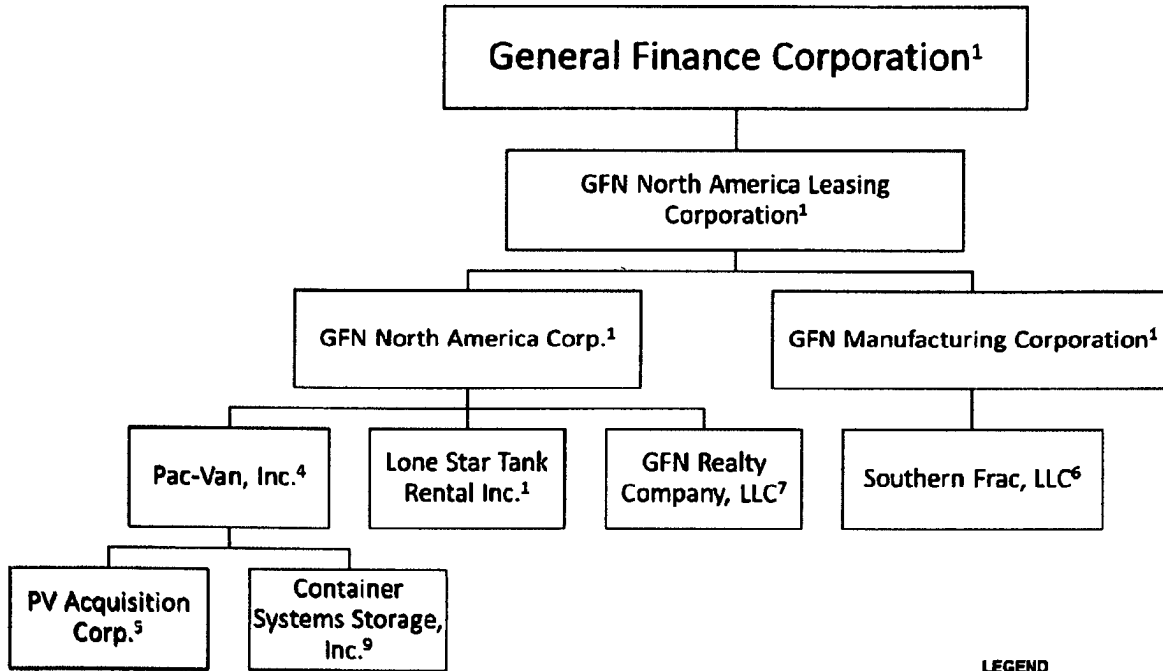 General Finance Corporation¹
GFN North America Leasing
Corporation¹
GFN North America Corp.¹
GFN Manufacturing Corporation¹
Pac-Van, Inc.⁴
Lone Star Tank
Rental Inc.¹
GFN Realty
Company, LLC⁷
Southern Frac, LLC⁶
PV Acquisition
Corp.⁵
Container
Systems Storage,
Inc.⁹
LEGEND